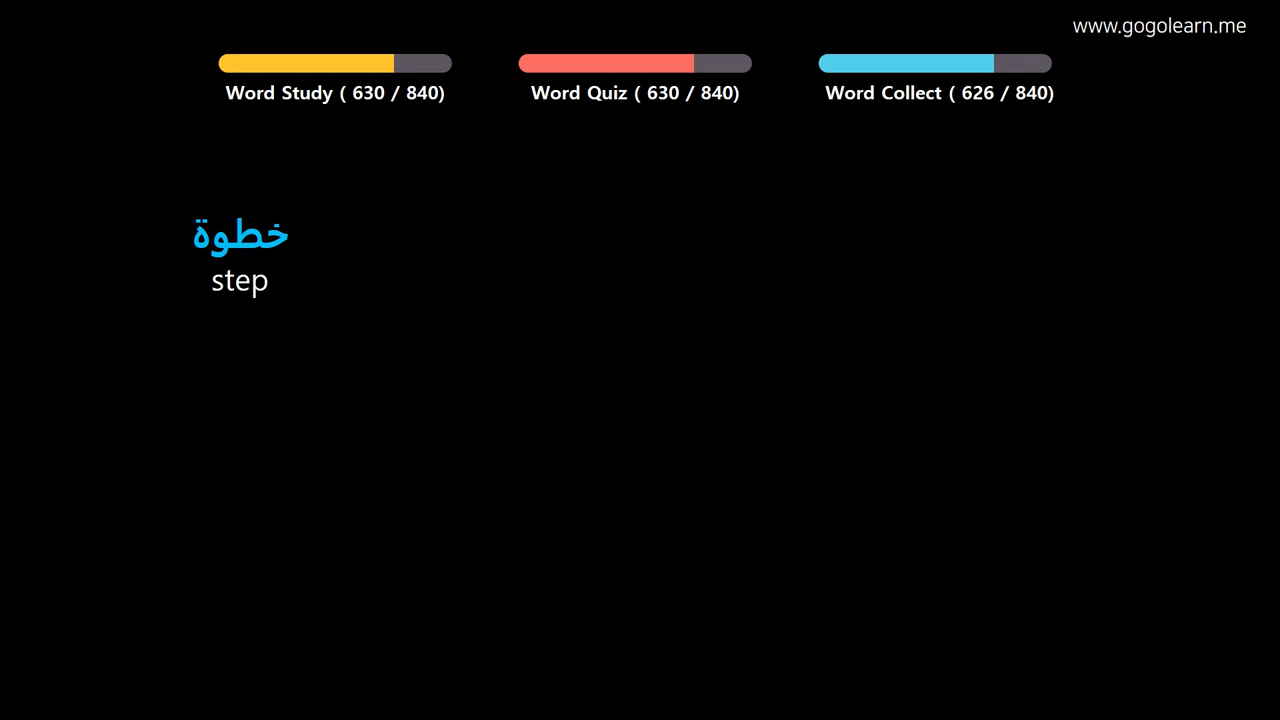 www.gogolearn.me
Word Study ( 630 / 840)
Word Quiz ( 630 / 840)
Word Collect ( 626 / 840)
خطوة
step